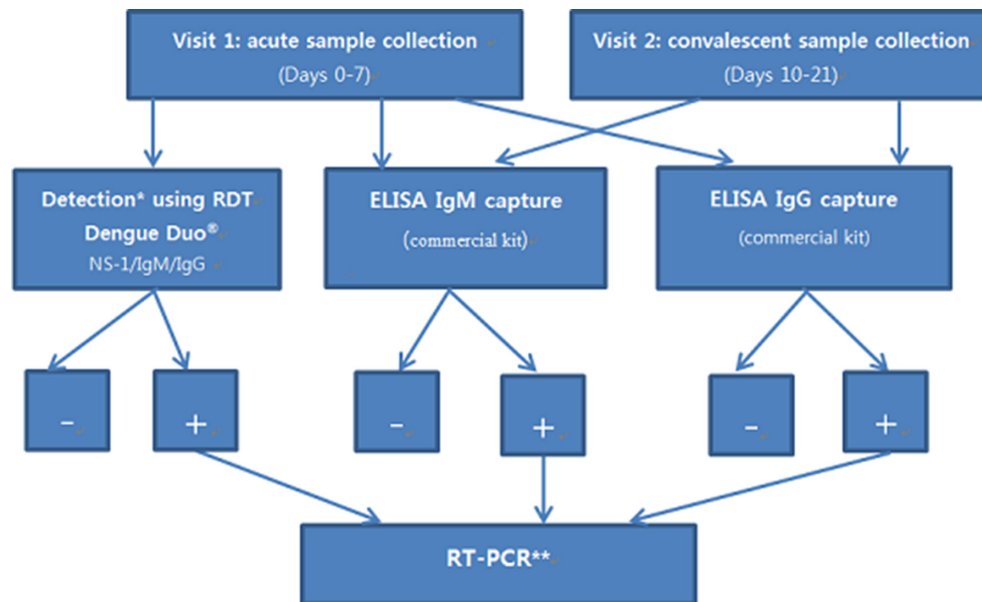 Visit 1: acute sample collection
(Days 0-7)
Visit 2: convalescent sample collection
(Days 10-21)
Detection* using RDT
Dengue Duo®
NS-1/IgM/IgG
ELISA IgM capture
(commercial kit)
ELISA IgG capture
(commercial kit)
-
+
-
+
-
+
RT-PCR**